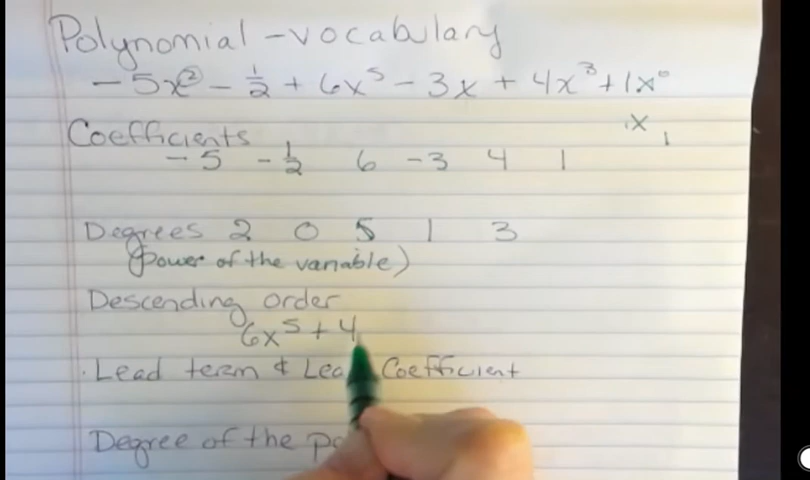 Polynomial - vocabulary
- 5x² - 1/2 + 6x⁵ - 3x + 4x³ + 1x⁰
1x
1
Coefficients
-5 -1/2 6 -3 4 1
Degrees 2 0 5 1 3
(power of the variable)
Descending order
6x⁵ + 4
· Lead term & Coefficient
Degree of the